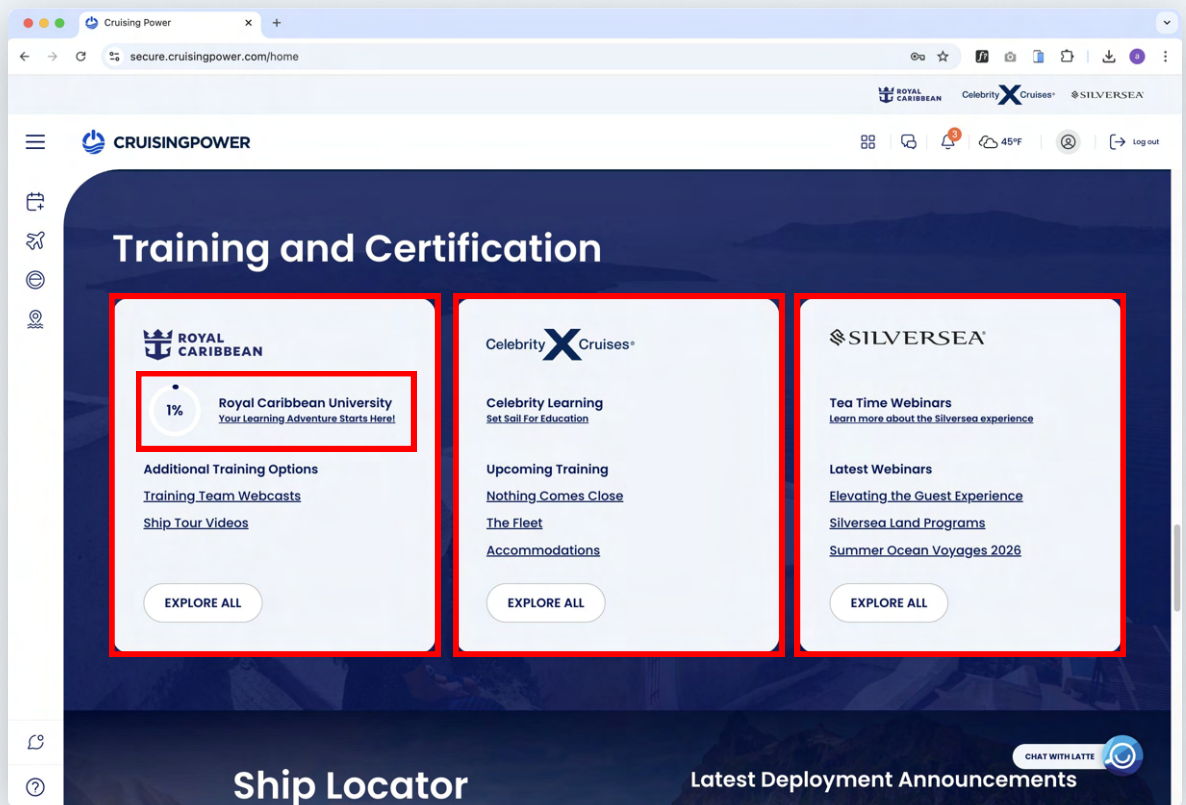 Cruising Power
secure.cruisingpower.com/home
f?
a
ROYAL CARIBBEAN
Celebrity X Cruises®
SILVERSEA
CRUISINGPOWER
3
45°F
Log out
Training and Certification
ROYAL
CARIBBEAN
1%
Royal Caribbean University
Your Learning Adventure Starts Here!
Additional Training Options
Training Team Webcasts
Ship Tour Videos
EXPLORE ALL
Celebrity X Cruises®
Celebrity Learning
Set Sail For Education
Upcoming Training
Nothing Comes Close
The Fleet
Accommodations
EXPLORE ALL
SILVERSEA®
Tea Time Webinars
Learn more about the Silversea experience
Latest Webinars
Elevating the Guest Experience
Silversea Land Programs
Summer Ocean Voyages 2026
EXPLORE ALL
CHAT WITH LATTE
Ship Locator
Latest Deployment Announcements